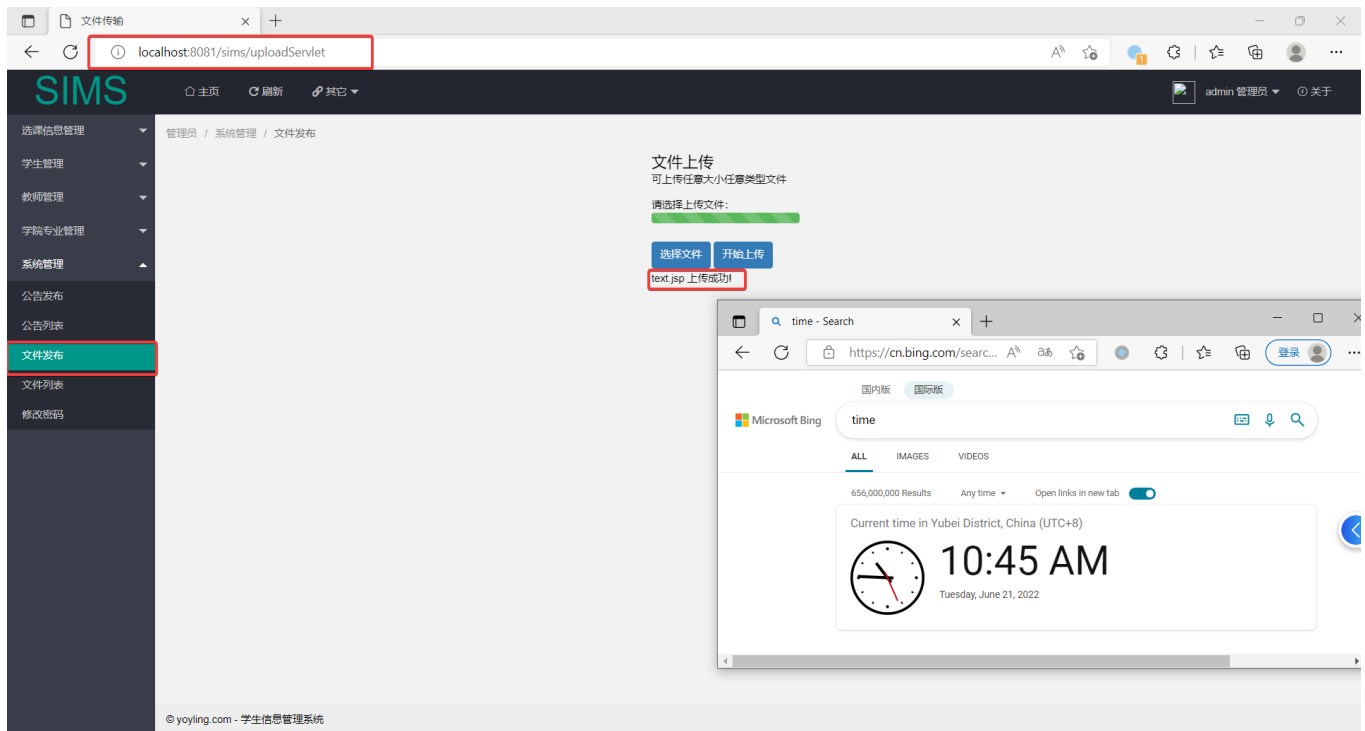 文件传输
localhost:8081/sims/uploadServlet
1
SIMS
主页 刷新 其它
admin 管理员 关于
选课信息管理
学生管理
教师管理
学院专业管理
系统管理
公告发布
公告列表
文件发布
文件列表
修改密码
管理员 / 系统管理 / 文件发布
文件上传
可上传任意大小任意类型文件
请选择上传文件:
选择文件 开始上传
text.jsp 上传成功!
time - Search
https://cn.bing.com/searc...
登录
国内版 国际版
Microsoft Bing
time
ALL IMAGES VIDEOS
656,000,000 Results Any time Open links in new tab
Current time in Yubei District, China (UTC+8)
10:45 AM
Tuesday, June 21, 2022
© yoyling.com - 学生信息管理系统